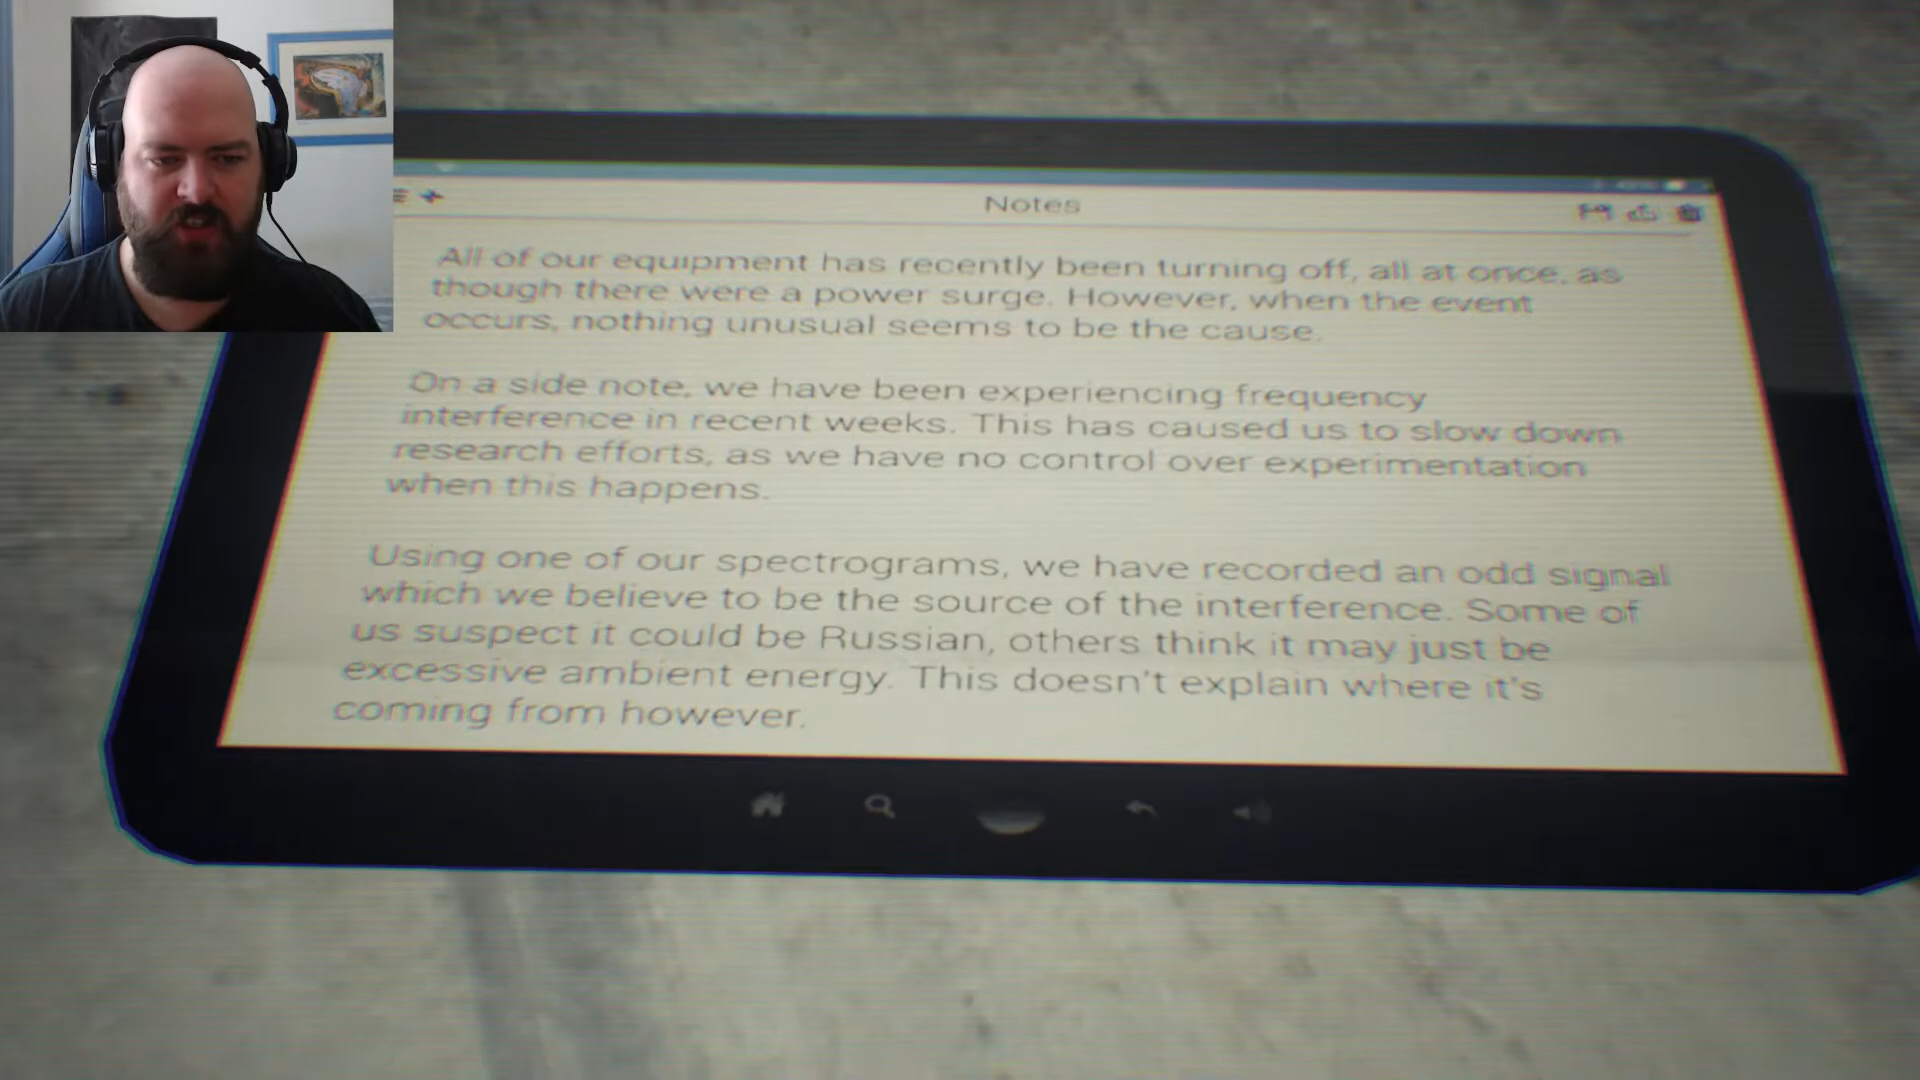 Notes
All of our equipment has recently been turning off, all at once, as
though there were a power surge. However, when the event
occurs, nothing unusual seems to be the cause.
On a side note, we have been experiencing frequency
interference in recent weeks. This has caused us to slow down
research efforts, as we have no control over experimentation
when this happens.
Using one of our spectrograms, we have recorded an odd signal
which we believe to be the source of the interference. Some of
us suspect it could be Russian, others think it may just be
excessive ambient energy. This doesn't explain where it's
coming from however.